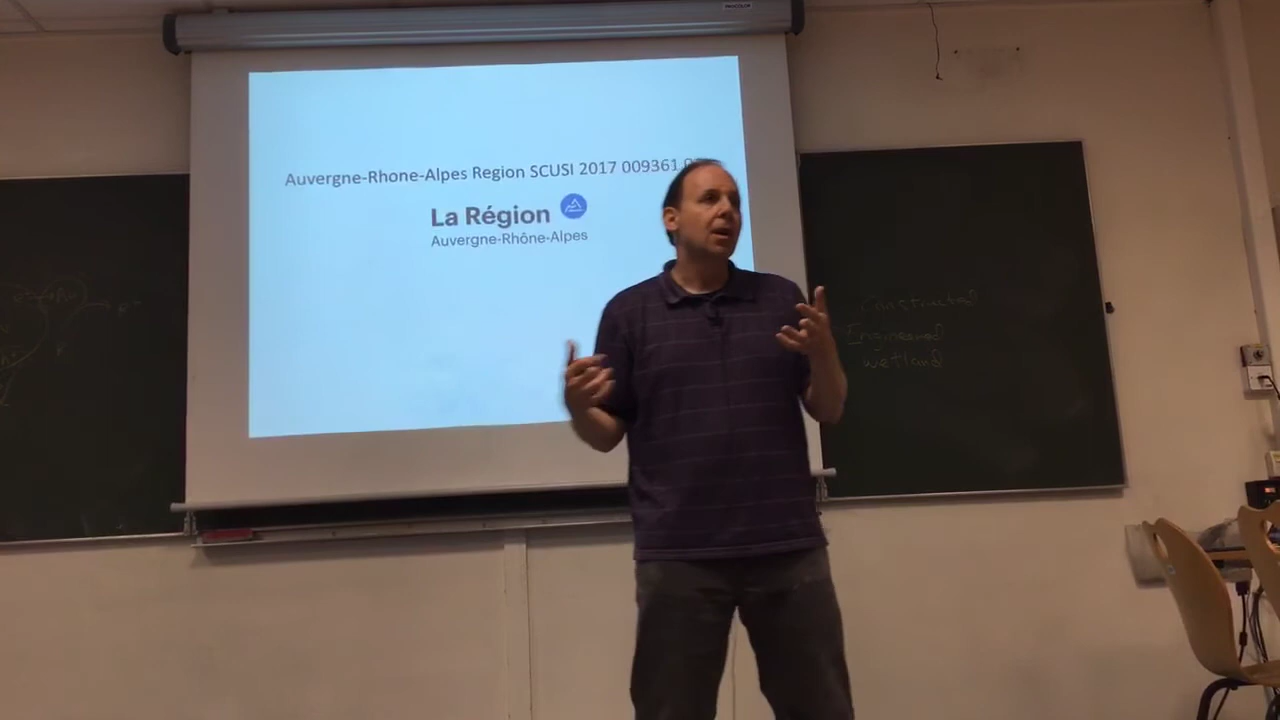 Auvergne-Rhone-Alpes Region SCUSI 2017 009361
La Région
Auvergne-Rhône-Alpes
Constructed
Engineered
wetland